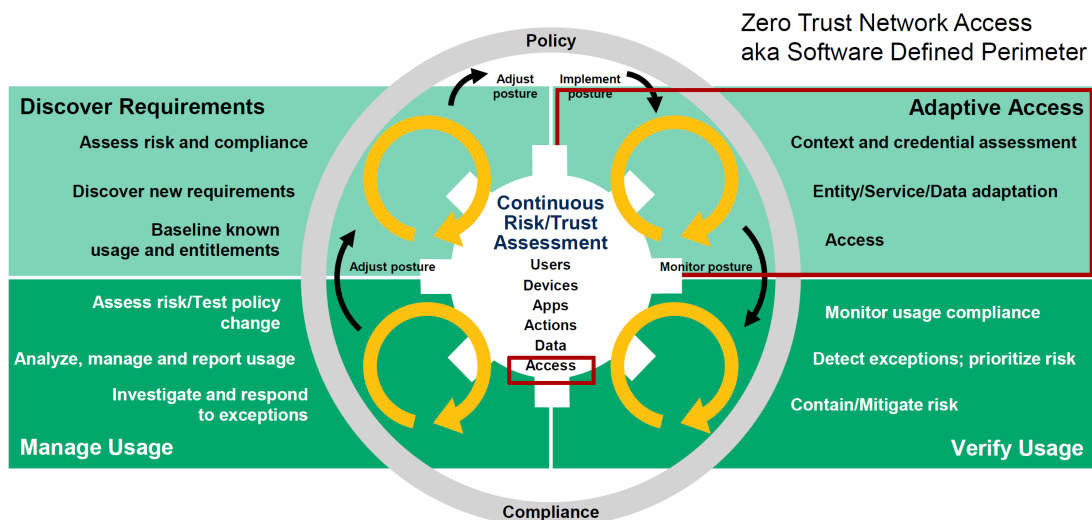 Zero Trust Network Access
aka Software Defined Perimeter
Policy
Adjust
posture
Implement
posture
Discover Requirements
Assess risk and compliance
Discover new requirements
Baseline known
usage and entitlements
Adaptive Access
Context and credential assessment
Entity/Service/Data adaptation
Access
Continuous
Risk/Trust
Assessment
Users
Devices
Apps
Actions
Data
Access
Adjust posture
Monitor posture
Assess risk/Test policy
change
Analyze, manage and report usage
Investigate and respond
to exceptions
Manage Usage
Monitor usage compliance
Detect exceptions; prioritize risk
Contain/Mitigate risk
Verify Usage
Compliance